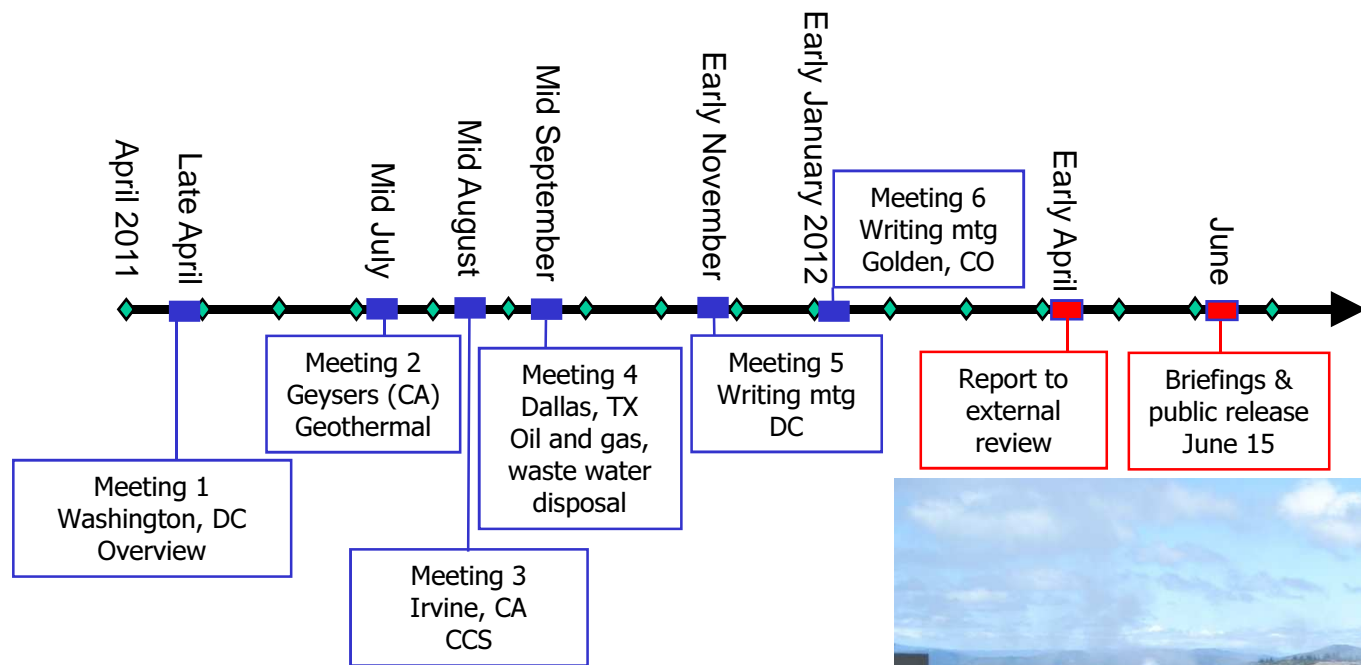 April 2011
Late April
Mid July
Mid August
Mid September
Early November
Early January 2012
Early April
June
Meeting 1
Washington, DC
Overview
Meeting 2
Geysers (CA)
Geothermal
Meeting 3
Irvine, CA
CCS
Meeting 4
Dallas, TX
Oil and gas,
waste water
disposal
Meeting 5
Writing mtg
DC
Meeting 6
Writing mtg
Golden, CO
Report to
external
review
Briefings &
public release
June 15